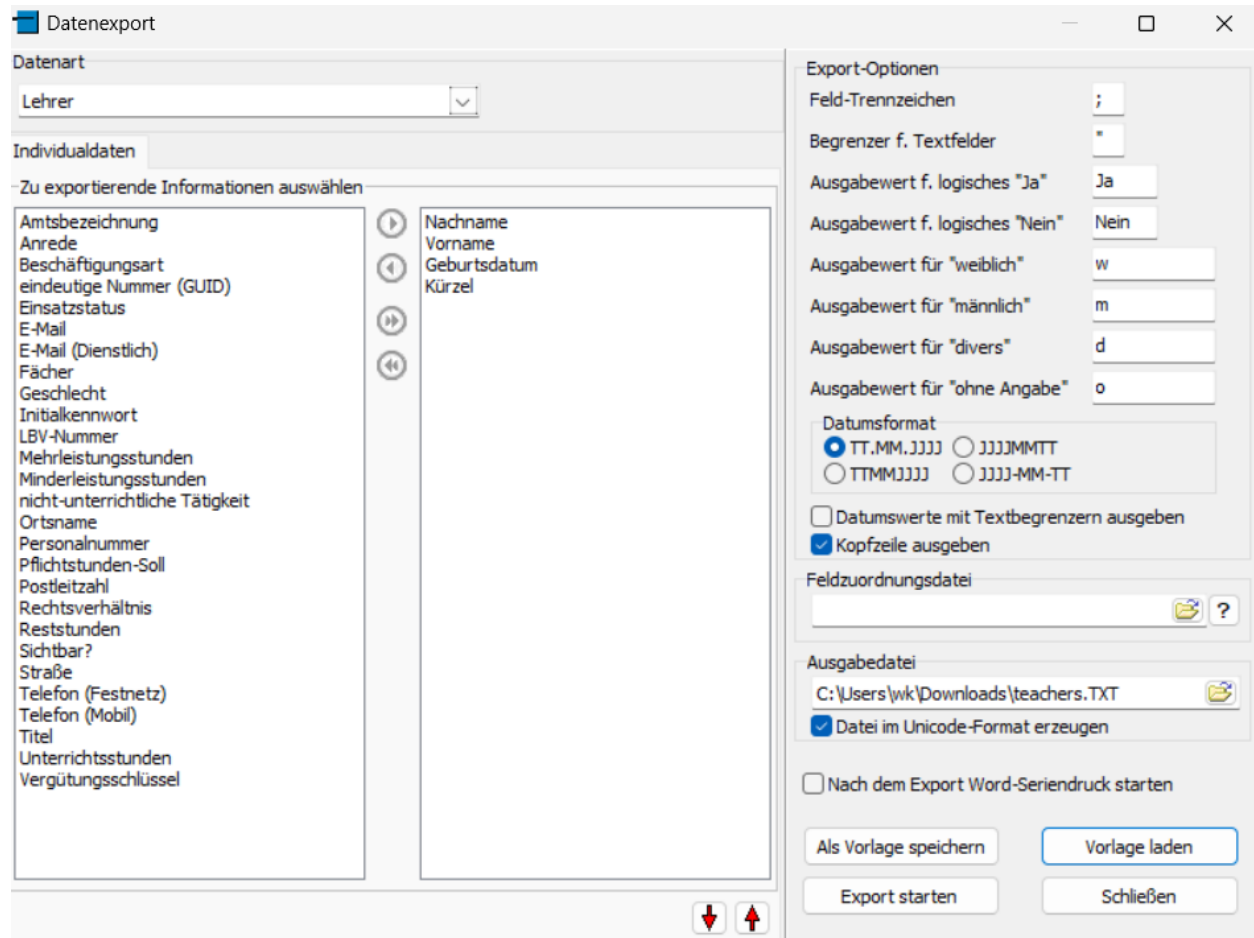 Datenexport
Datenart
Lehrer
Individualdaten
Zu exportierende Informationen auswählen
Amtsbezeichnung
Anrede
Beschäftigungsart
eindeutige Nummer (GUID)
Einsatzstatus
E-Mail
E-Mail (Dienstlich)
Fächer
Geschlecht
Initialkennwort
LBV-Nummer
Mehrleistungsstunden
Minderleistungsstunden
nicht-unterrichtliche Tätigkeit
Ortsname
Personalnummer
Pflichtstunden-Soll
Postleitzahl
Rechtsverhältnis
Reststunden
Sichtbar?
Straße
Telefon (Festnetz)
Telefon (Mobil)
Titel
Unterrichtsstunden
Vergütungsschlüssel
Nachname
Vorname
Geburtsdatum
Kürzel
Export-Optionen
Feld-Trennzeichen ;
Begrenzer f. Textfelder "
Ausgabewert f. logisches "Ja" Ja
Ausgabewert f. logisches "Nein" Nein
Ausgabewert für "weiblich" w
Ausgabewert für "männlich" m
Ausgabewert für "divers" d
Ausgabewert für "ohne Angabe" o
Datumsformat
TT.MM.JJJJ JJJJMMTT
TTMMJJJJ JJJJ-MM-TT
Datumswerte mit Textbegrenzern ausgeben
Kopfzeile ausgeben
Feldzuordnungsdatei
?
Ausgabedatei
C:\Users\wk\Downloads\teachers.TXT
Datei im Unicode-Format erzeugen
Nach dem Export Word-Seriendruck starten
Als Vorlage speichern Vorlage laden
Export starten Schließen